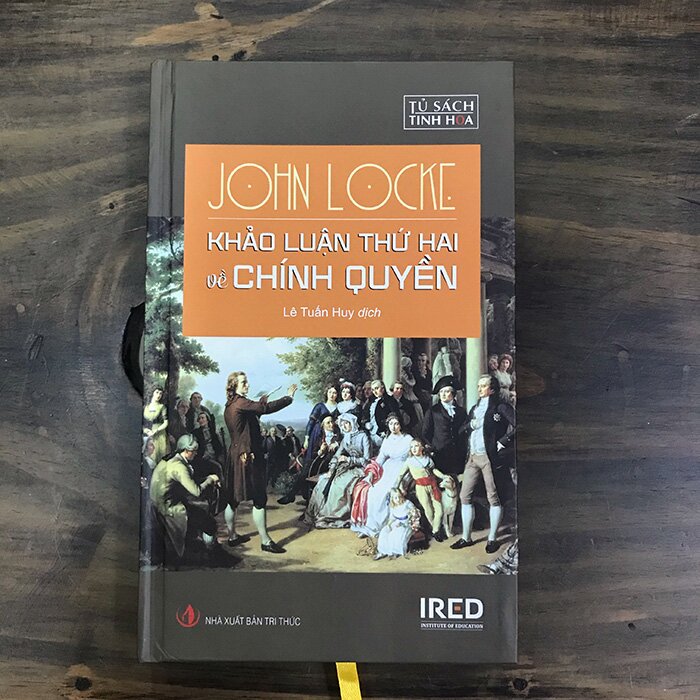 TỦ SÁCH
TINH HOA
JOHN LOCKE
KHẢO LUẬN THỨ HAI
về CHÍNH QUYỀN
Lê Tuấn Huy dịch
NHÀ XUẤT BẢN TRI THỨC
IRED
INSTITUTE OF EDUCATION